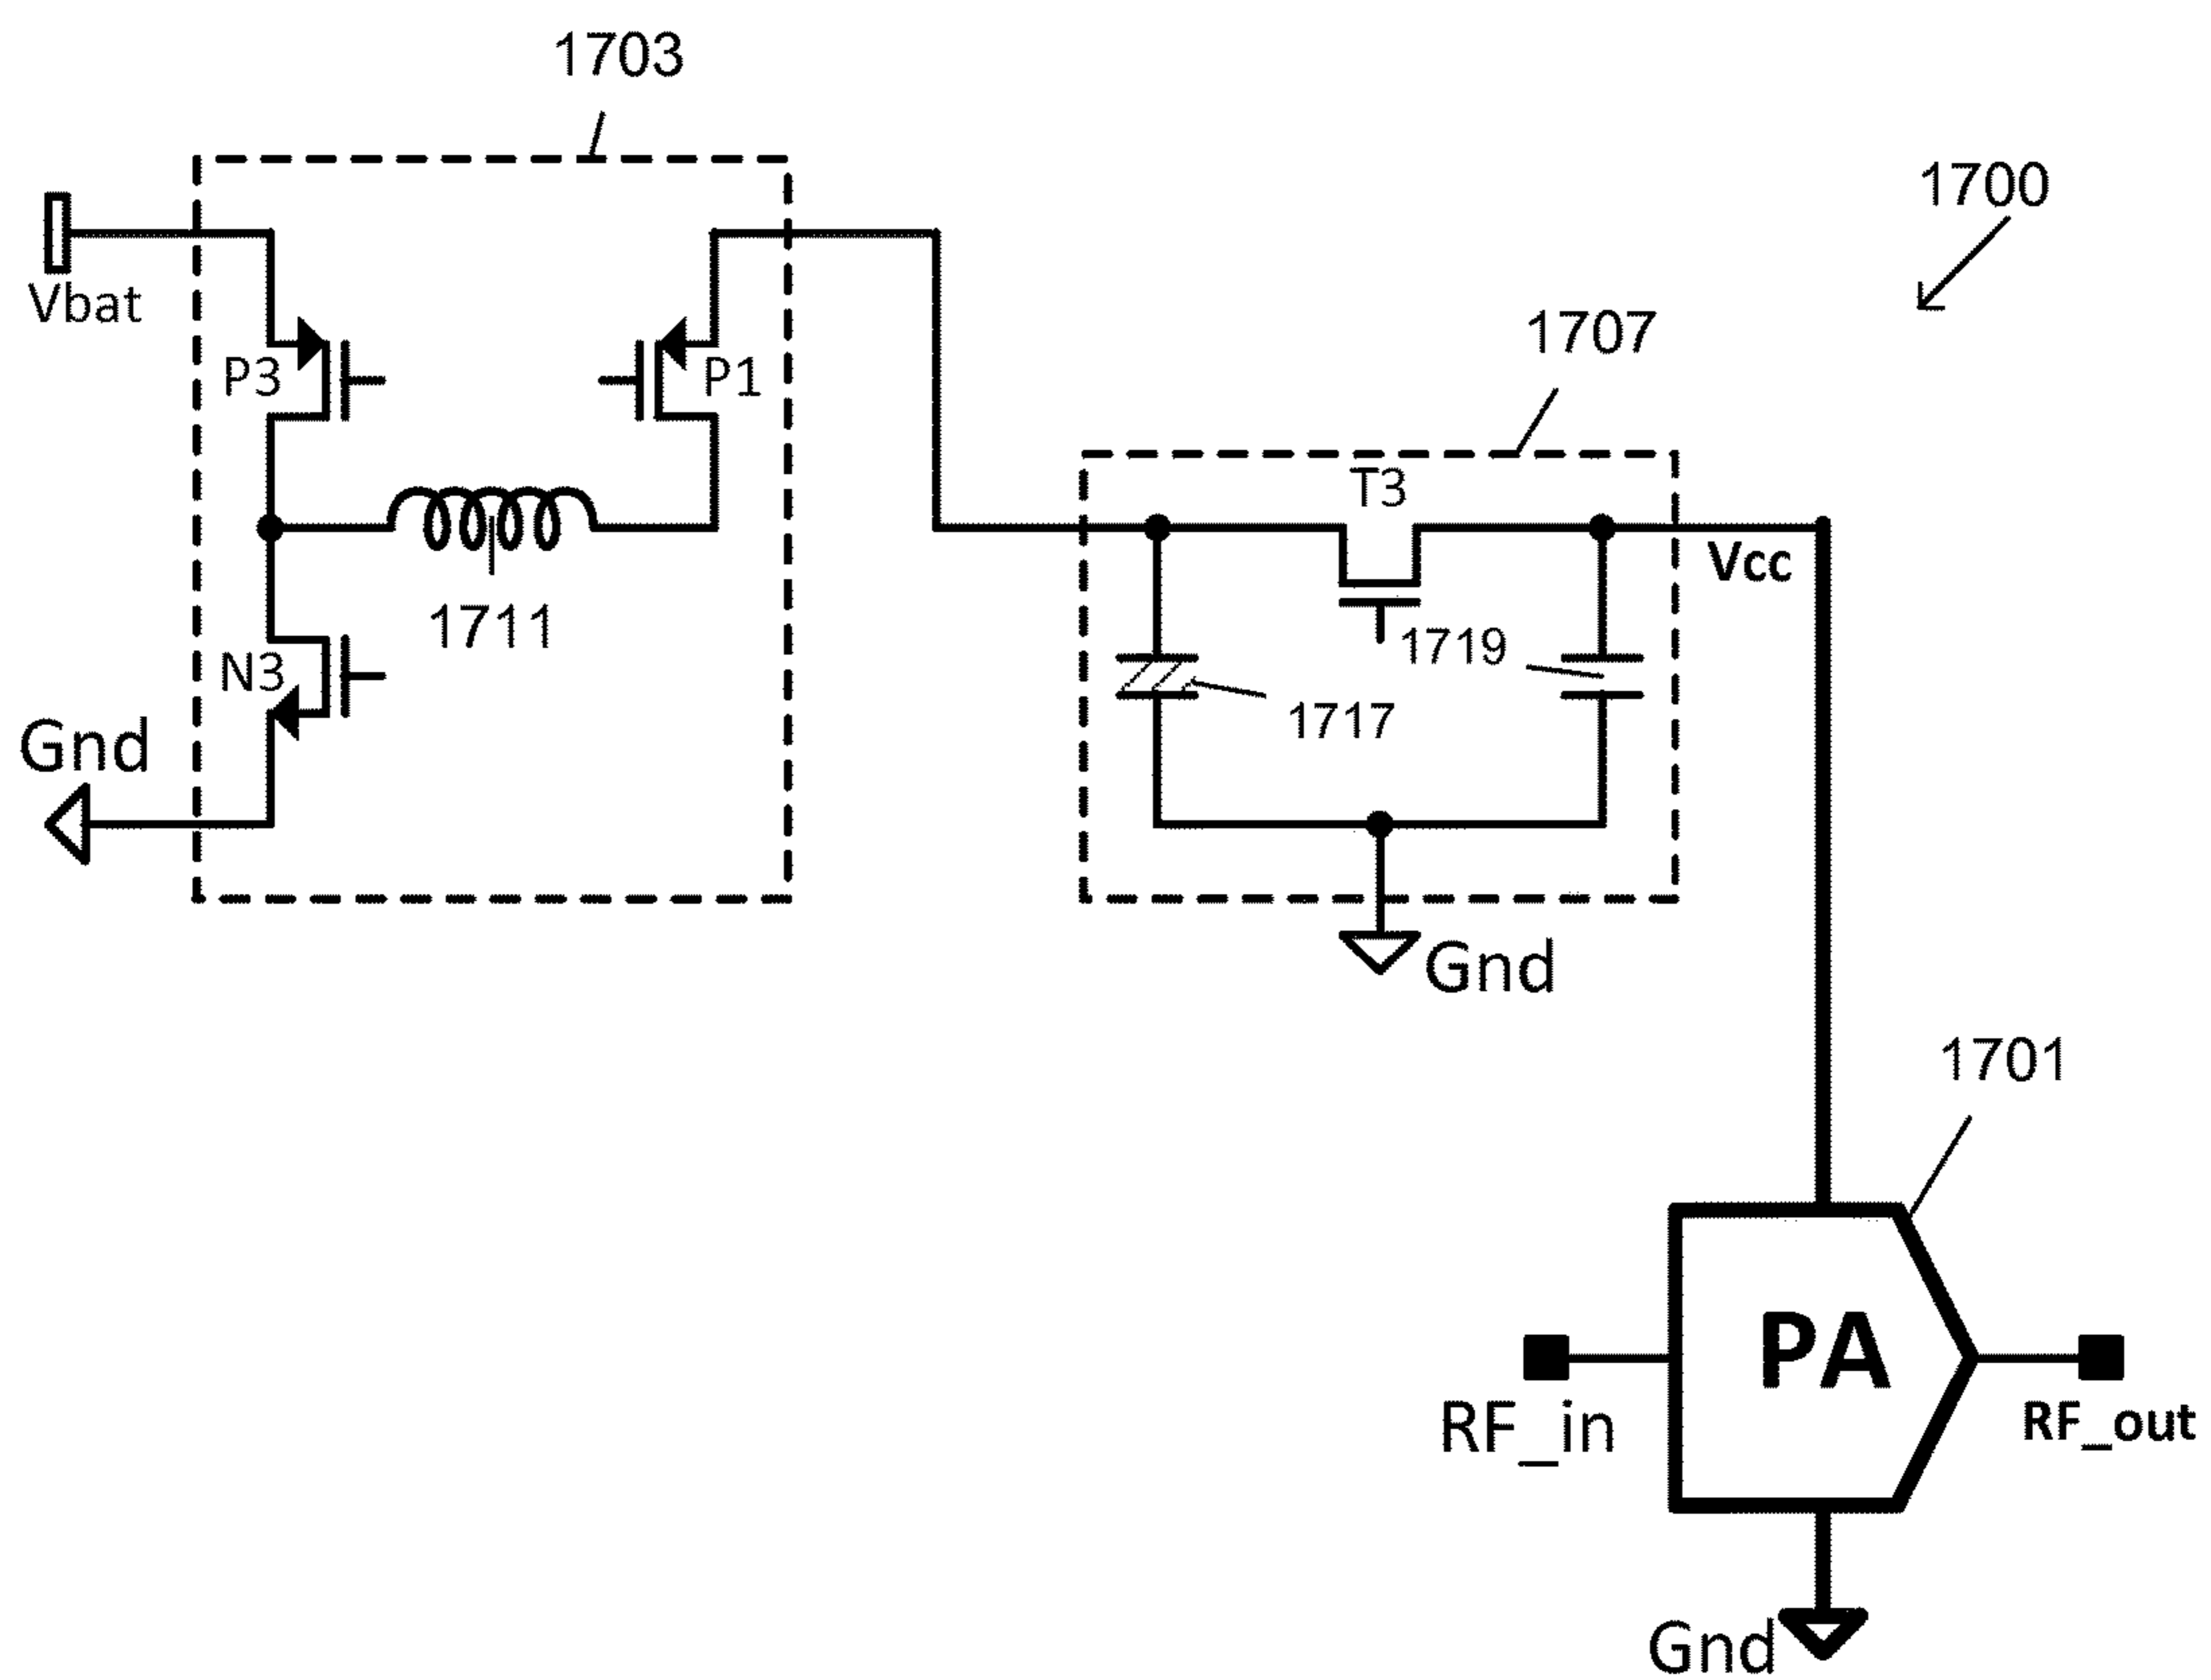 1703
1700
Vbat
1707
P3
P1
T3
Vcc
1711
1719
N3
1717
Gnd
Gnd
1701
PA
RF_in
RF_out
Gnd